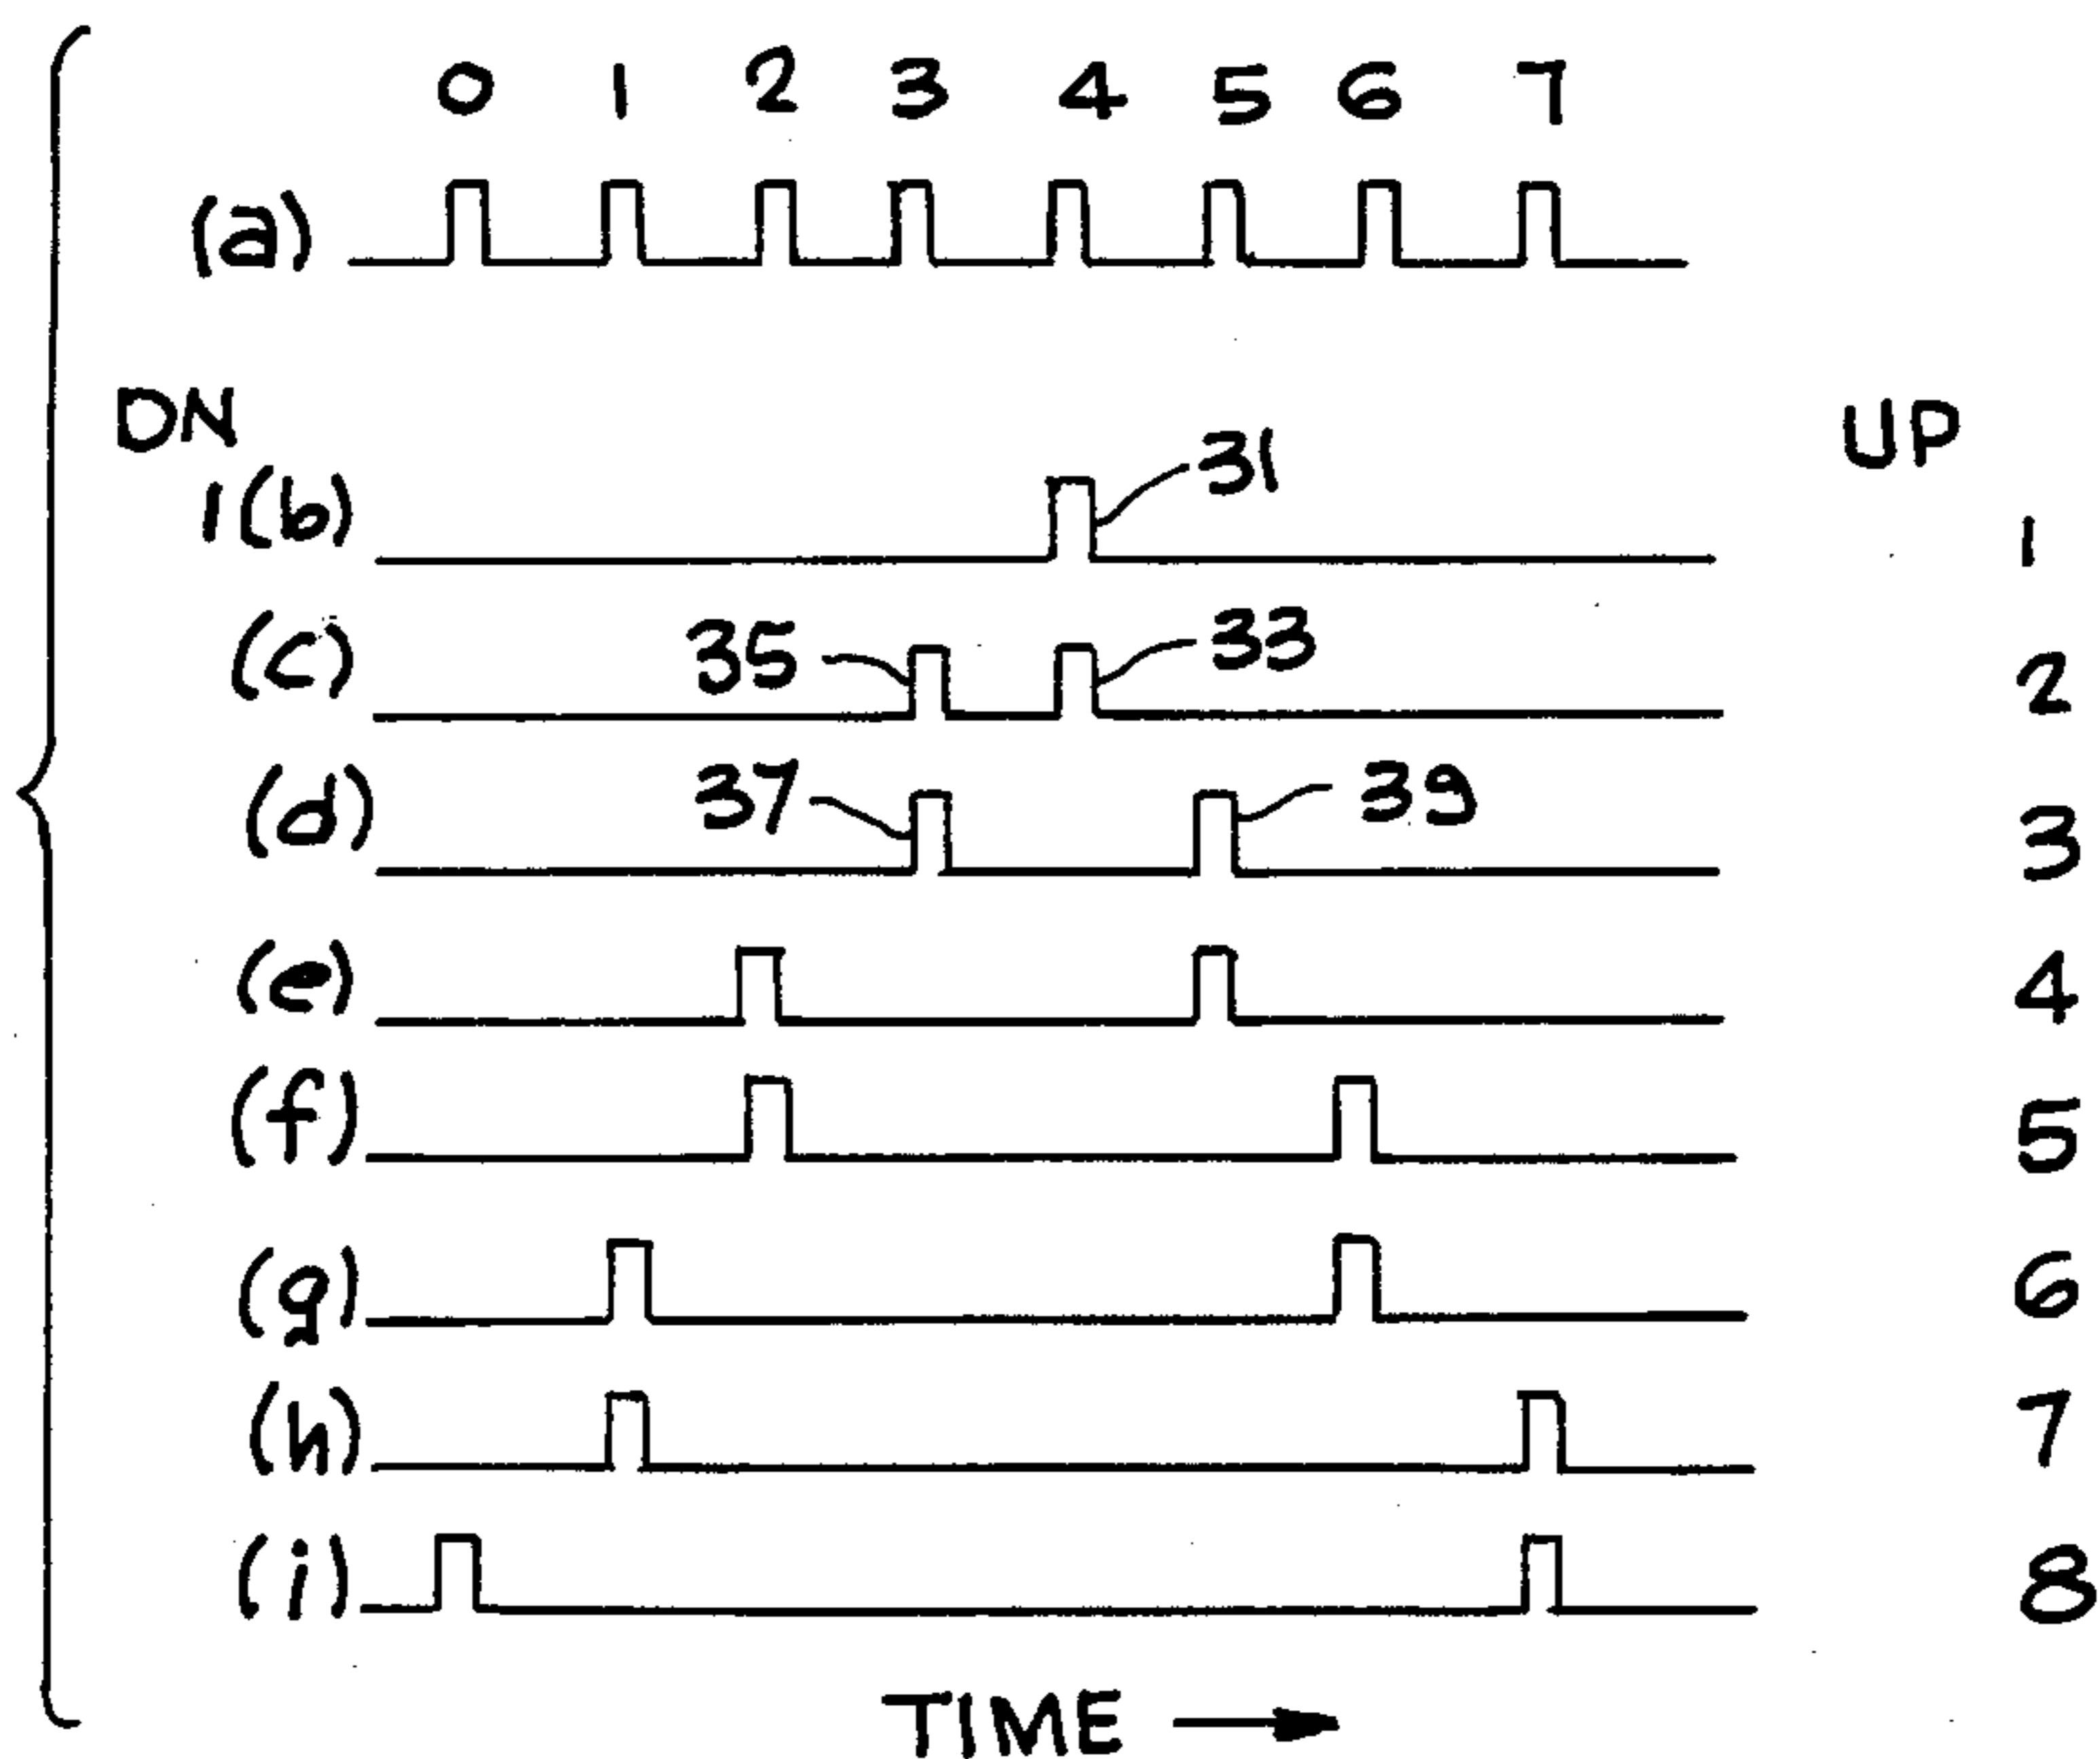 0 1 2 3 4 5 6 7
(a)
DN UP
1(b) 31 1
(c) 35 33 2
(d) 37 39 3
(e) 4
(f) 5
(g) 6
(h) 7
(i) 8
TIME